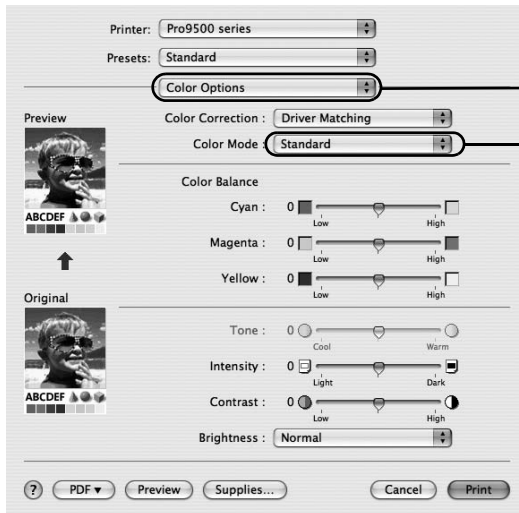 Printer: Pro9500 series
Presets: Standard
Color Options
Preview
Color Correction : Driver Matching
Color Mode : Standard
ABCDEF
Color Balance
Cyan : 0
Low High
Magenta : 0
Low High
Yellow : 0
Low High
Original
ABCDEF
Tone : 0
Cool Warm
Intensity : 0
Light Dark
Contrast : 0
Low High
Brightness : Normal
? PDF▼ Preview Supplies... Cancel Print